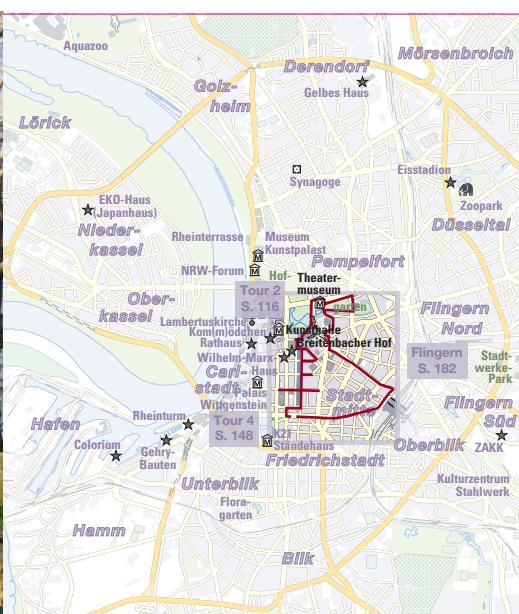 Aquazoo
Derendorf
Mörsenbroich
Golz-
heim
Gelbes Haus
Lörick
Synagoge
Eisstadion
EKO-Haus
(Japanhaus)
Zoopark
Nieder-
kassel
Düsseltal
Rheinterrasse
Museum
Kunstpalast
Pempelfort
NRW-Forum
Hof-
garten
Theater-
museum
Tour 2
S. 116
Ober-
kassel
Flingern
Nord
Lambertuskirche
Kom(m)ödchen
Kunsthalle
Rathaus
Breitenbacher Hof
Wilhelm-Marx-
Haus
Flingern
S. 182
Stadt-
werke-
Park
Carl-
stadt
Palais
Wittgenstein
Stadt-
mitte
Hafen
Rheinturm
Tour 4
S. 148
Flingern
Süd
Colorium
Gehry-
Bauten
K21
Ständehaus
Oberbilk
ZAKK
Friedrichstadt
Unterbilk
Kulturzentrum
Stahlwerk
Flora-
garten
Hamm
Bilk